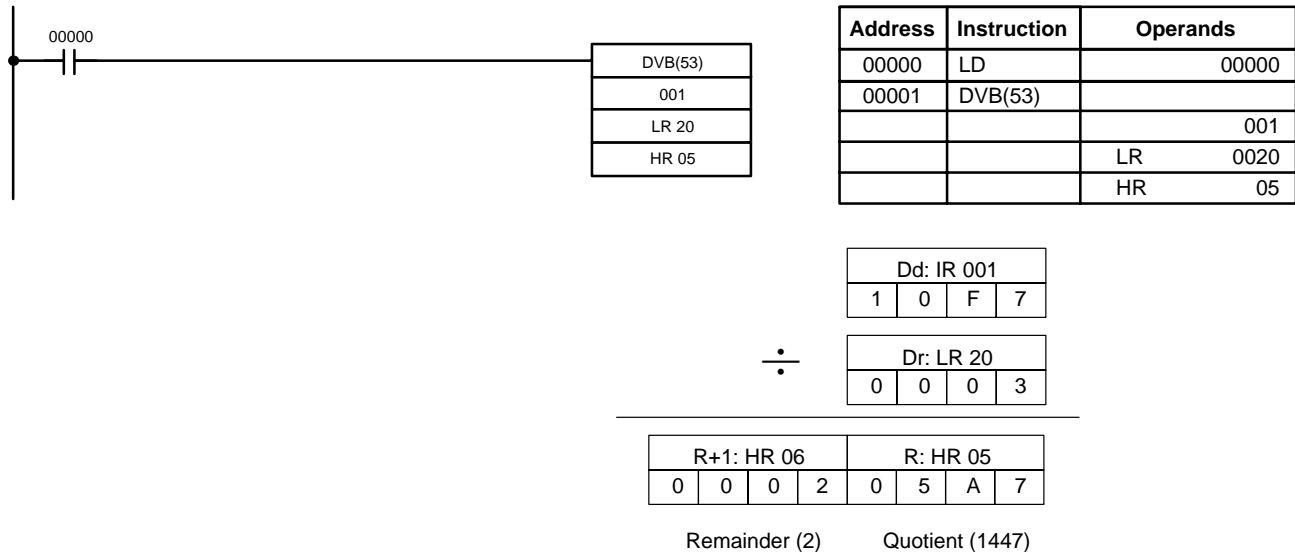 00000
DVB(53)
001
LR 20
HR 05
Address Instruction Operands
00000 LD 00000
00001 DVB(53)
001
LR 0020
HR 05
Dd: IR 001
1 0 F 7
÷
Dr: LR 20
0 0 0 3
R+1: HR 06 R: HR 05
0 0 0 2 0 5 A 7
Remainder (2) Quotient (1447)